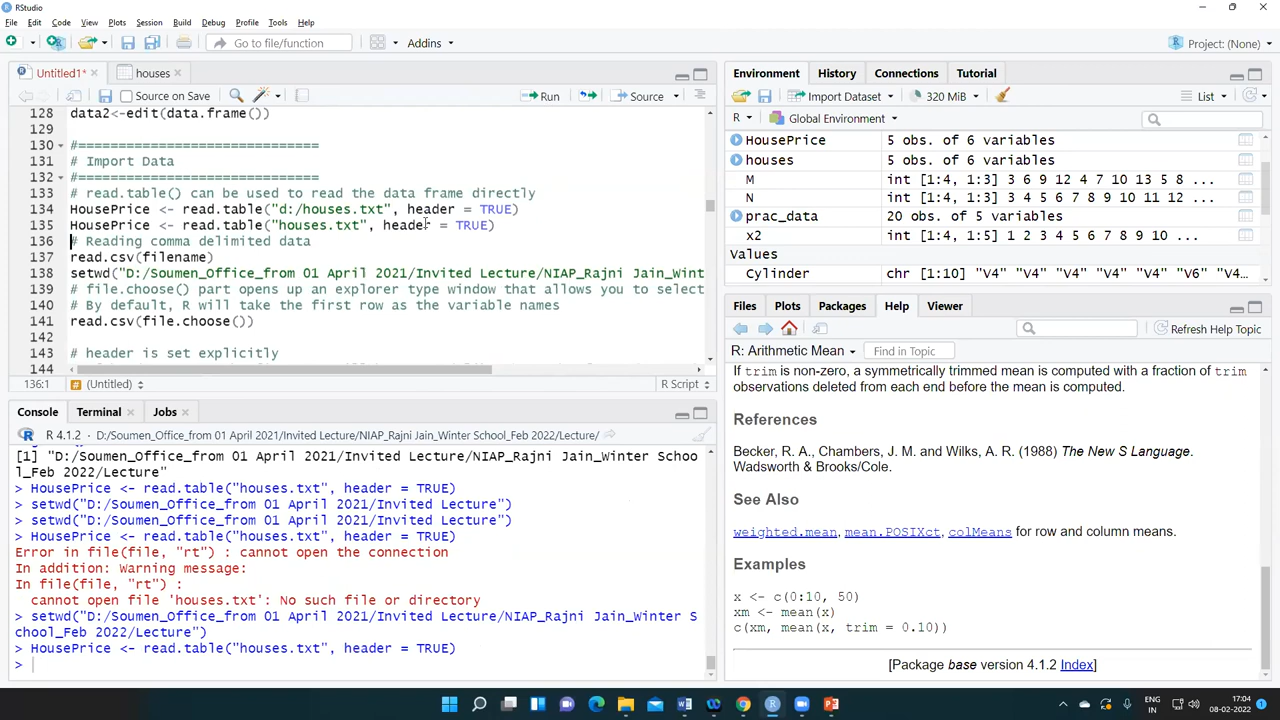 RStudio
File Edit Code View Plots Session Build Debug Profile Tools Help
Go to file/function Addins Project: (None)
Untitled1* houses
Source on Save Run Source
128 data2<-edit(data.frame())
129
130 #==============================
131 # Import Data
132 #==============================
133 # read.table() can be used to read the data frame directly
134 HousePrice <- read.table("d:/houses.txt", header = TRUE)
135 HousePrice <- read.table("houses.txt", header = TRUE)
136 # Reading comma delimited data
137 read.csv(filename)
138 setwd("D:/Soumen_Office_from 01 April 2021/Invited Lecture/NIAP_Rajni Jain_Wint
139 # file.choose() part opens up an explorer type window that allows you to select
140 # By default, R will take the first row as the variable names
141 read.csv(file.choose())
142
143 # header is set explicitly
144
136:1 (Untitled) R Script
Console Terminal Jobs
R 4.1.2 · D:/Soumen_Office_from 01 April 2021/Invited Lecture/NIAP_Rajni Jain_Winter School_Feb 2022/Lecture/
[1] "D:/Soumen_Office_from 01 April 2021/Invited Lecture/NIAP_Rajni Jain_Winter Schoo
l_Feb 2022/Lecture"
> HousePrice <- read.table("houses.txt", header = TRUE)
> setwd("D:/Soumen_Office_from 01 April 2021/Invited Lecture")
> setwd("D:/Soumen_Office_from 01 April 2021/Invited Lecture")
> HousePrice <- read.table("houses.txt", header = TRUE)
Error in file(file, "rt") : cannot open the connection
In addition: Warning message:
In file(file, "rt") :
cannot open file 'houses.txt': No such file or directory
> setwd("D:/Soumen_Office_from 01 April 2021/Invited Lecture/NIAP_Rajni Jain_Winter S
chool_Feb 2022/Lecture")
> HousePrice <- read.table("houses.txt", header = TRUE)
>
Environment History Connections Tutorial
Import Dataset 320 MiB List
R Global Environment
HousePrice 5 obs. of 6 variables
houses 5 obs. of 6 variables
M int [1:4, 1:3] 3 6 9 12 4 7 10 13 5 8 ...
N int [1:4, 1:3] 3 6 9 12 4 7 10 13 5 8 ...
prac_data 20 obs. of 5 variables
x2 int [1:4, 1:5] 1 2 3 4 5 6 7 8 9 10 ...
Values
Cylinder chr [1:10] "V4" "V4" "V4" "V4" "V4" "V6" "V4"...
Files Plots Packages Help Viewer
Refresh Help Topic
R: Arithmetic Mean Find in Topic
If trim is non-zero, a symmetrically trimmed mean is computed with a fraction of trim
observations deleted from each end before the mean is computed.
References
Becker, R. A., Chambers, J. M. and Wilks, A. R. (1988) The New S Language.
Wadsworth & Brooks/Cole.
See Also
weighted.mean, mean.POSIXct, colMeans for row and column means.
Examples
x <- c(0:10, 50)
xm <- mean(x)
c(xm, mean(x, trim = 0.10))
[Package base version 4.1.2 Index]
ENG
IN
17:04
08-02-2022